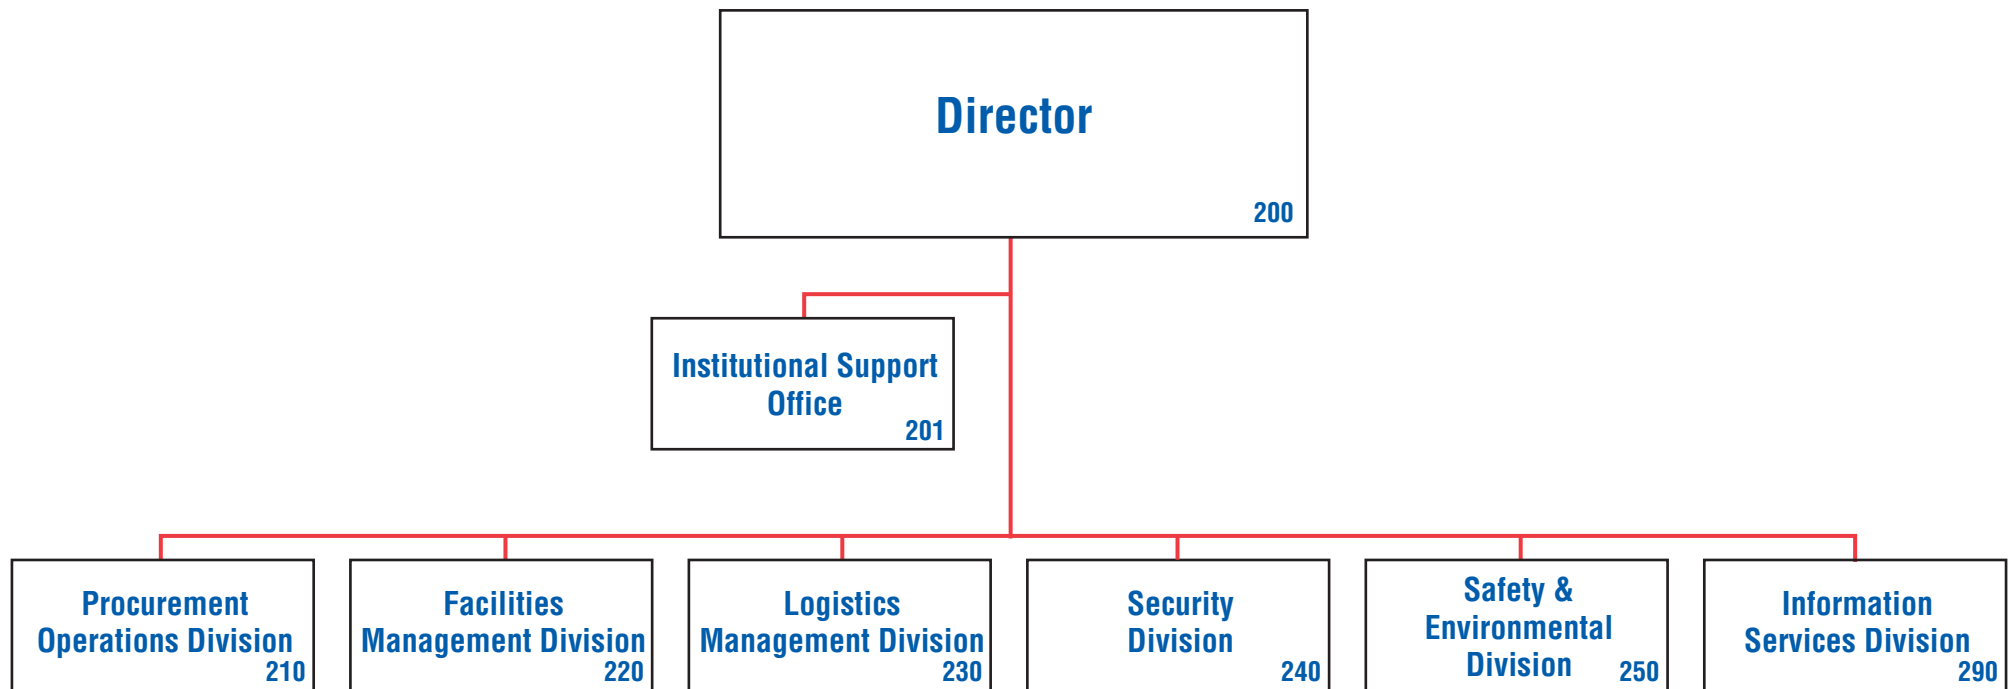 Director
200
Institutional Support
Office
201
Procurement
Operations Division
210
Facilities
Management Division
220
Logistics
Management Division
230
Security
Division
240
Safety &
Environmental
Division
250
Information
Services Division
290